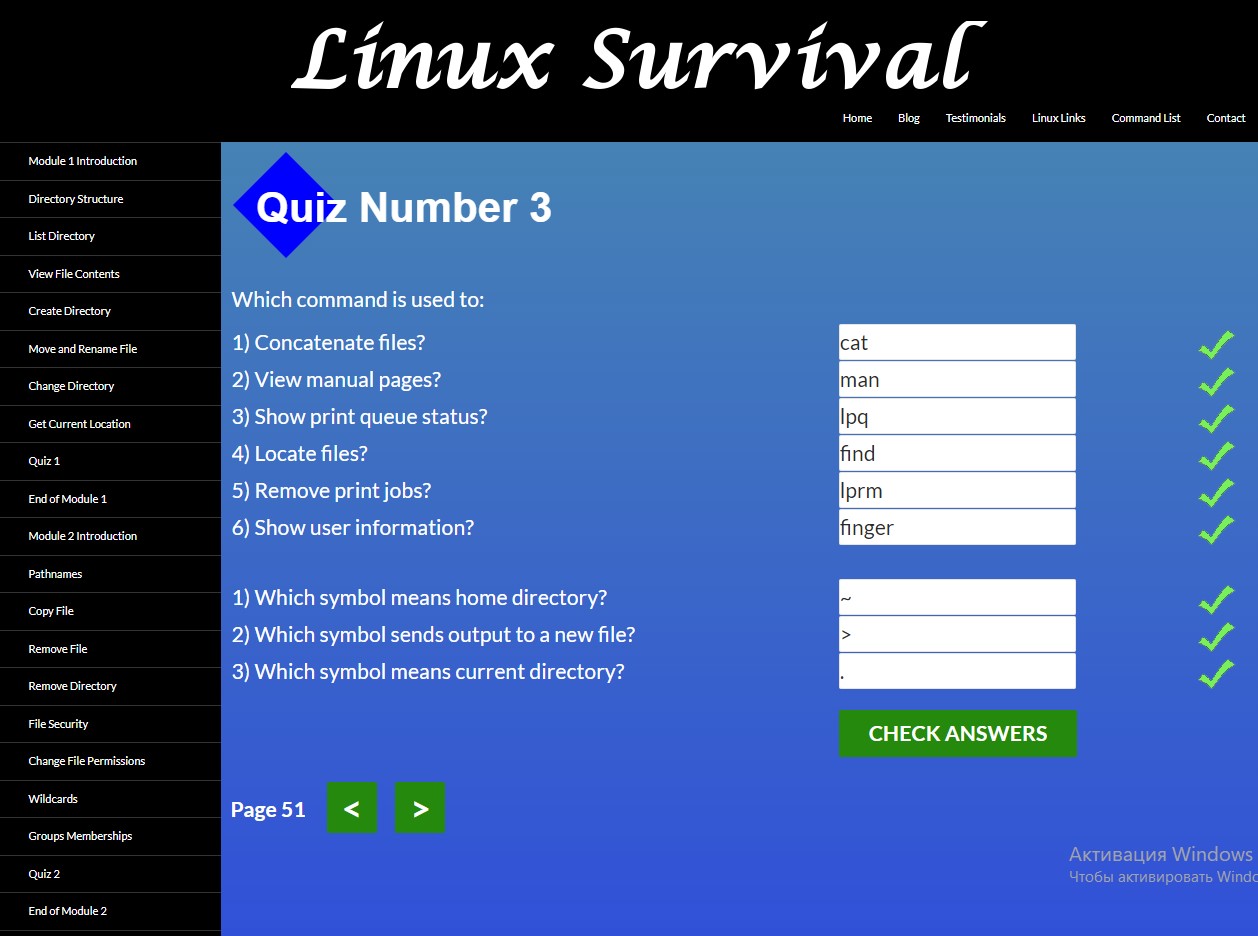 Linux Survival
Home Blog Testimonials Linux Links Command List Contact
Module 1 Introduction
Directory Structure
List Directory
View File Contents
Create Directory
Move and Rename File
Change Directory
Get Current Location
Quiz 1
End of Module 1
Module 2 Introduction
Pathnames
Copy File
Remove File
Remove Directory
File Security
Change File Permissions
Wildcards
Groups Memberships
Quiz 2
End of Module 2
Quiz Number 3
Which command is used to:
1) Concatenate files? cat
2) View manual pages? man
3) Show print queue status? lpq
4) Locate files? find
5) Remove print jobs? lprm
6) Show user information? finger
1) Which symbol means home directory? ~
2) Which symbol sends output to a new file? >
3) Which symbol means current directory? .
CHECK ANSWERS
Page 51 < >
Активация Windows
Чтобы активировать